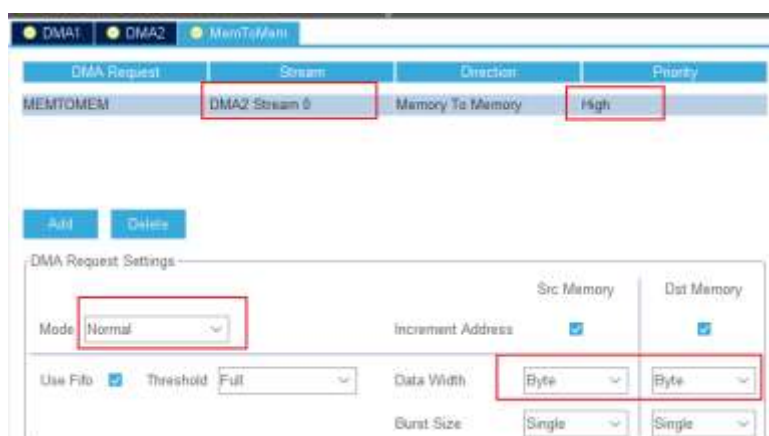 DMA1 DMA2 MemToMem
DMA Request Stream Direction Priority
MEMTOMEM DMA2 Stream 0 Memory To Memory High
Add Delete
DMA Request Settings
Src Memory Dst Memory
Mode Normal Increment Address
Use Fifo Threshold Full Data Width Byte Byte
Burst Size Single Single